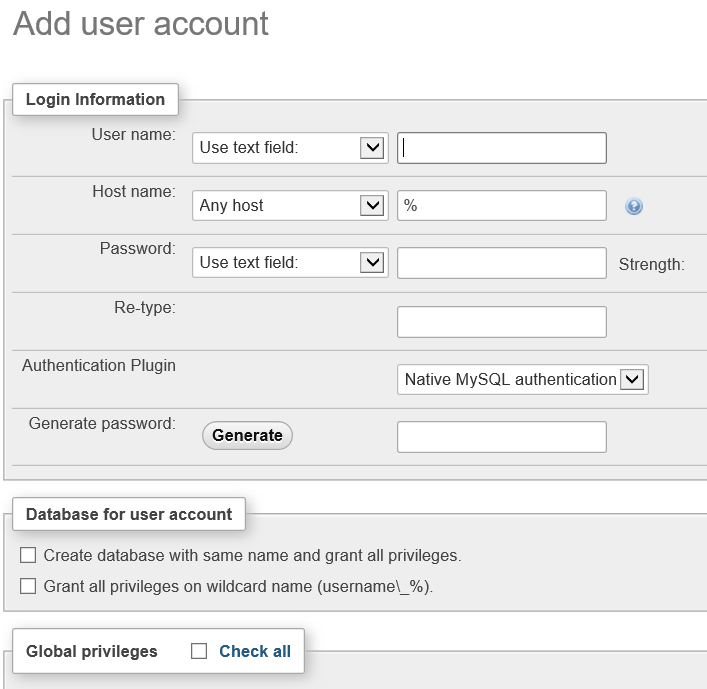 Add user account
Login Information
User name: Use text field:
Host name: Any host %
Password: Use text field: Strength:
Re-type:
Authentication Plugin Native MySQL authentication
Generate password: Generate
Database for user account
Create database with same name and grant all privileges.
Grant all privileges on wildcard name (username\_%).
Global privileges Check all